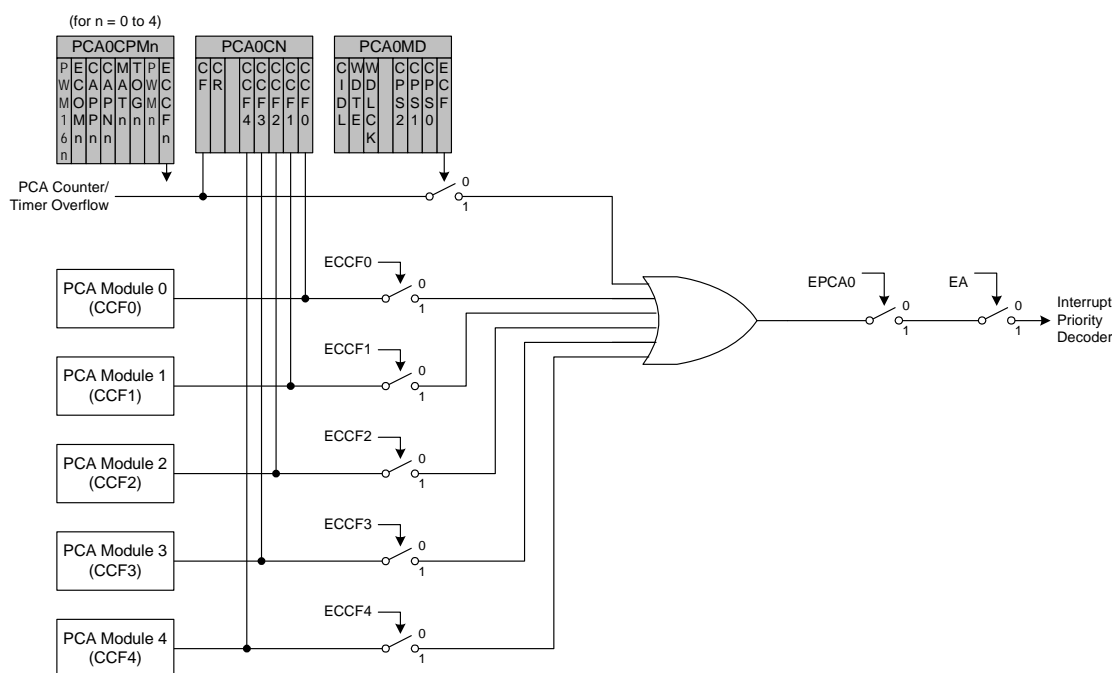 (for n = 0 to 4)
PCA0CPMn
PWM16n
ECOMn
CAPPn
CAPNn
MATn
TOGn
PWMn
ECCFn
PCA0CN
CF
CR
CCF4
CCF3
CCF2
CCF1
CCF0
PCA0MD
CIDL
WDTE
WDLCK
CPS2
CPS1
CPS0
ECF
PCA Counter/
Timer Overflow
0
1
PCA Module 0
(CCF0)
ECCF0
0
1
PCA Module 1
(CCF1)
ECCF1
0
1
PCA Module 2
(CCF2)
ECCF2
0
1
PCA Module 3
(CCF3)
ECCF3
0
1
PCA Module 4
(CCF4)
ECCF4
0
1
EPCA0
0
1
EA
0
1
Interrupt
Priority
Decoder